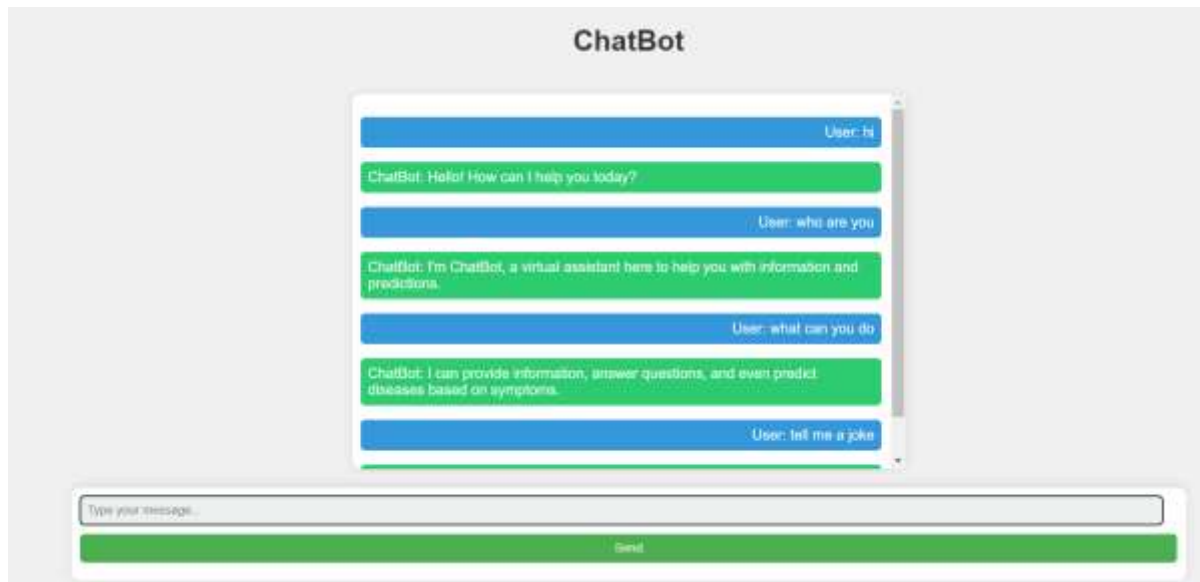 ChatBot
User: hi
ChatBot: Hello! How can I help you today?
User: who are you
ChatBot: I'm ChatBot, a virtual assistant here to help you with information and
predictions.
User: what can you do
ChatBot: I can provide information, answer questions, and even predict
diseases based on symptoms.
User: tell me a joke
Type your message...
Send